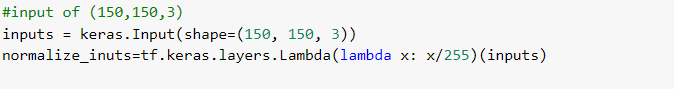 #input of (150,150,3)
inputs = keras.Input(shape=(150, 150, 3))
normalize_inuts=tf.keras.layers.Lambda(lambda x: x/255)(inputs)